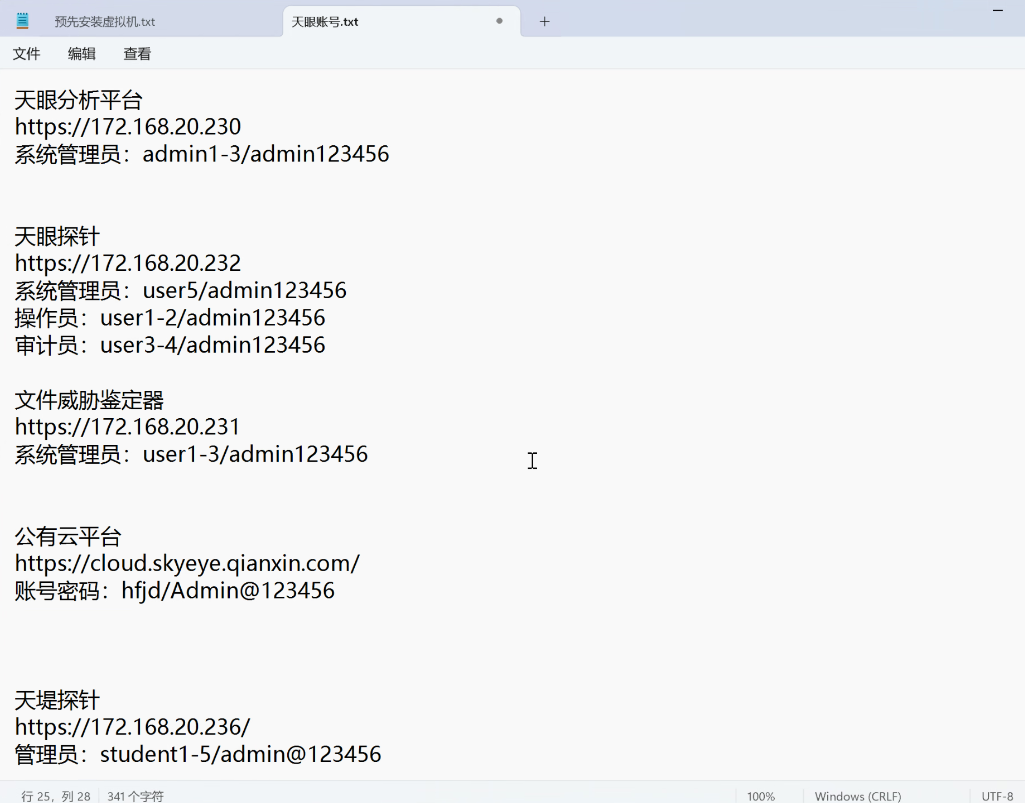 预先安装虚拟机.txt
天眼账号.txt
文件 编辑 查看
天眼分析平台
https://172.168.20.230
系统管理员：admin1-3/admin123456
天眼探针
https://172.168.20.232
系统管理员：user5/admin123456
操作员：user1-2/admin123456
审计员：user3-4/admin123456
文件威胁鉴定器
https://172.168.20.231
系统管理员：user1-3/admin123456
公有云平台
https://cloud.skyeye.qianxin.com/
账号密码：hfjd/Admin@123456
天堤探针
https://172.168.20.236/
管理员：student1-5/admin@123456
行 25，列 28 341 个字符 100% Windows (CRLF) UTF-8